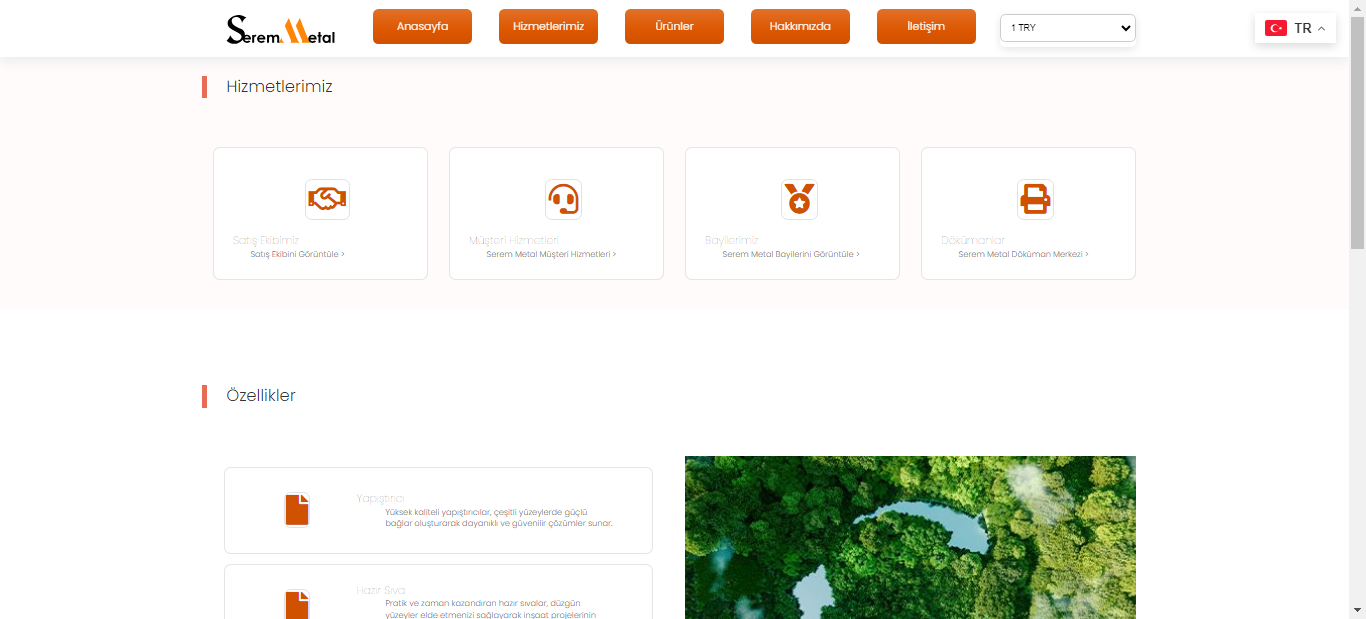 Serem Metal
Anasayfa
Hizmetlerimiz
Ürünler
Hakkımızda
İletişim
1 TRY
TR
Hizmetlerimiz
Satış Ekibimiz
Satış Ekibini Görüntüle >
Müşteri Hizmetleri
Serem Metal Müşteri Hizmetleri >
Bayilerimiz
Serem Metal Bayilerini Görüntüle >
Dökümanlar
Serem Metal Döküman Merkezi >
Özellikler
Yapıştırıcı
Yüksek kaliteli yapıştırıcılar, çeşitli yüzeylerde güçlü
bağlar oluşturarak dayanıklı ve güvenilir çözümler sunar.
Hazır Sıva
Pratik ve zaman kazandıran hazır sıvalar, düzgün
yüzeyler elde etmenizi sağlayarak inşaat projelerinin